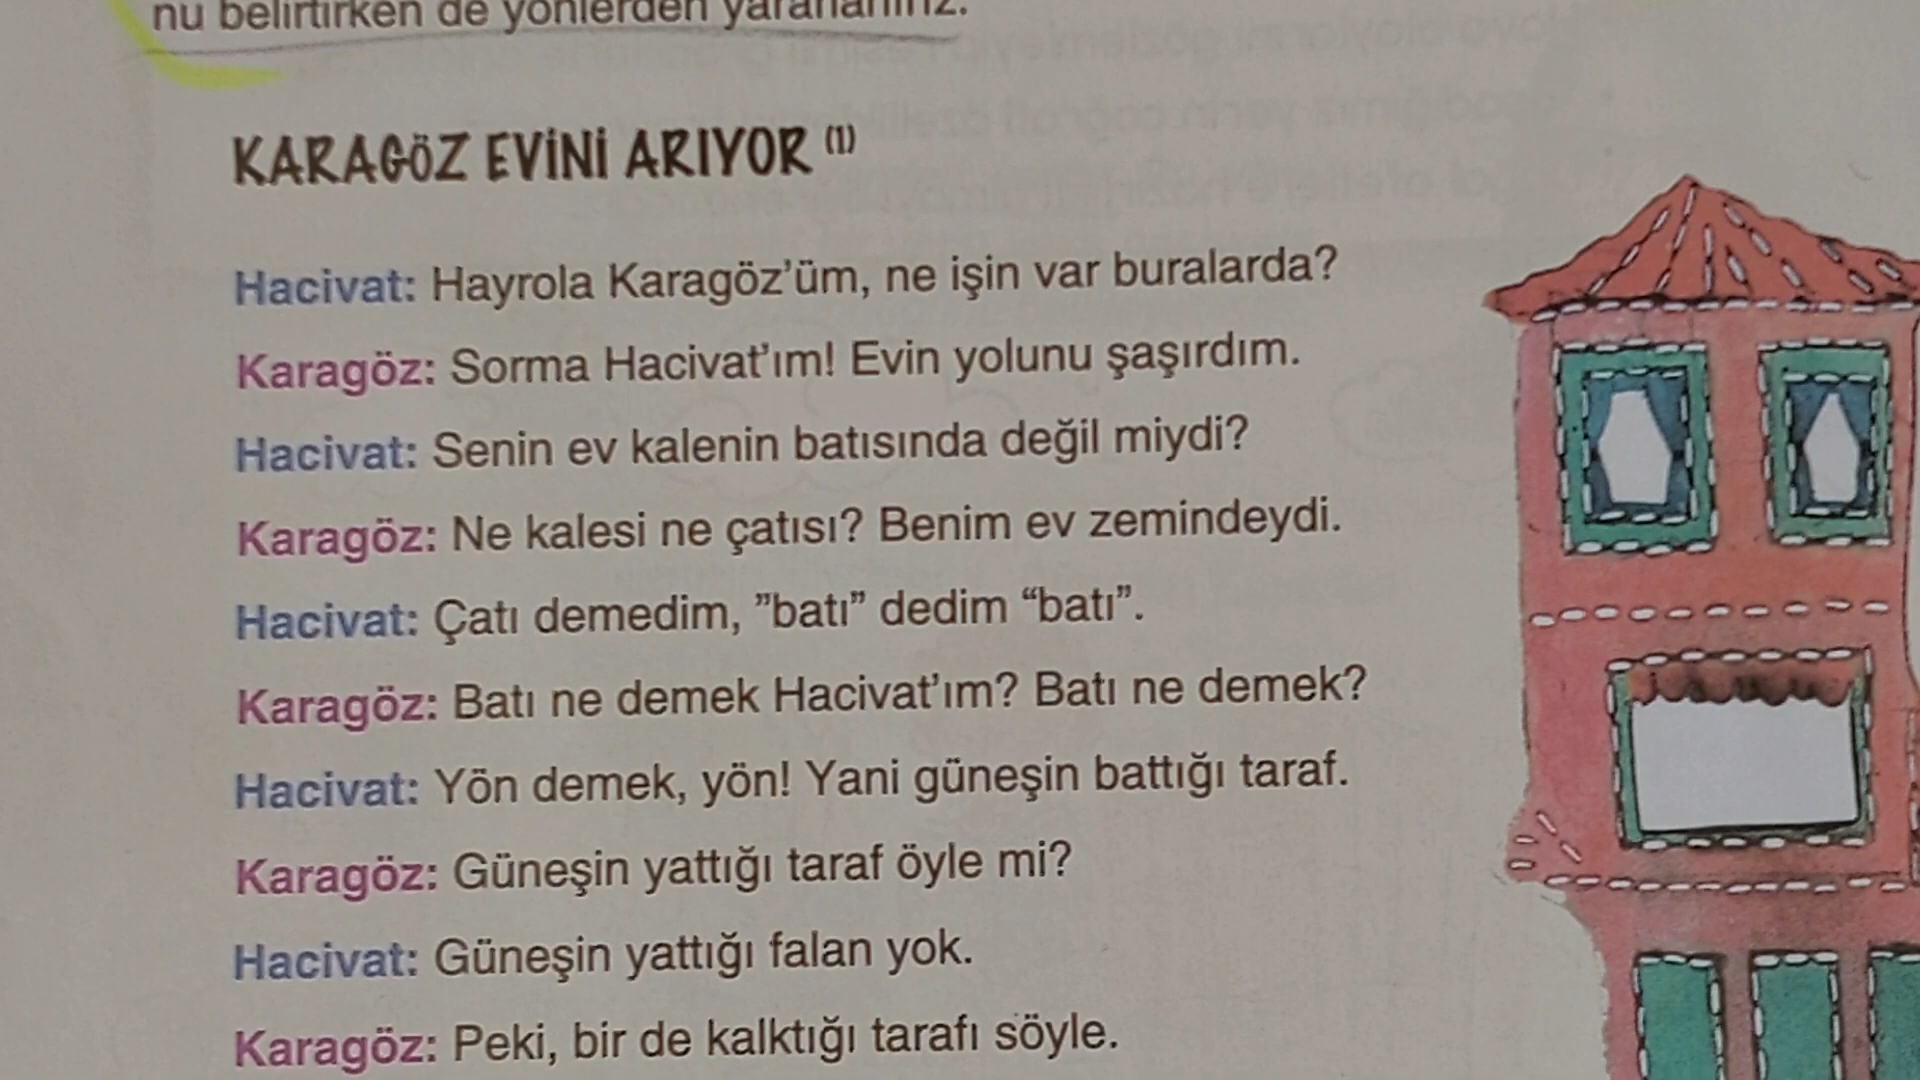 nu belirtirken de yönlerden yararlanırız.
KARAGÖZ EVİNİ ARIYOR (1)
Hacivat: Hayrola Karagöz'üm, ne işin var buralarda?
Karagöz: Sorma Hacivat'ım! Evin yolunu şaşırdım.
Hacivat: Senin ev kalenin batısında değil miydi?
Karagöz: Ne kalesi ne çatısı? Benim ev zemindeydi.
Hacivat: Çatı demedim, ”batı” dedim “batı”.
Karagöz: Batı ne demek Hacivat'ım? Batı ne demek?
Hacivat: Yön demek, yön! Yani güneşin battığı taraf.
Karagöz: Güneşin yattığı taraf öyle mi?
Hacivat: Güneşin yattığı falan yok.
Karagöz: Peki, bir de kalktığı tarafı söyle.